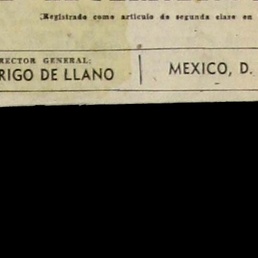 Registrado como artículo de segunda clase en
RECTOR GENERAL:
RIGO DE LLANO
MEXICO, D.